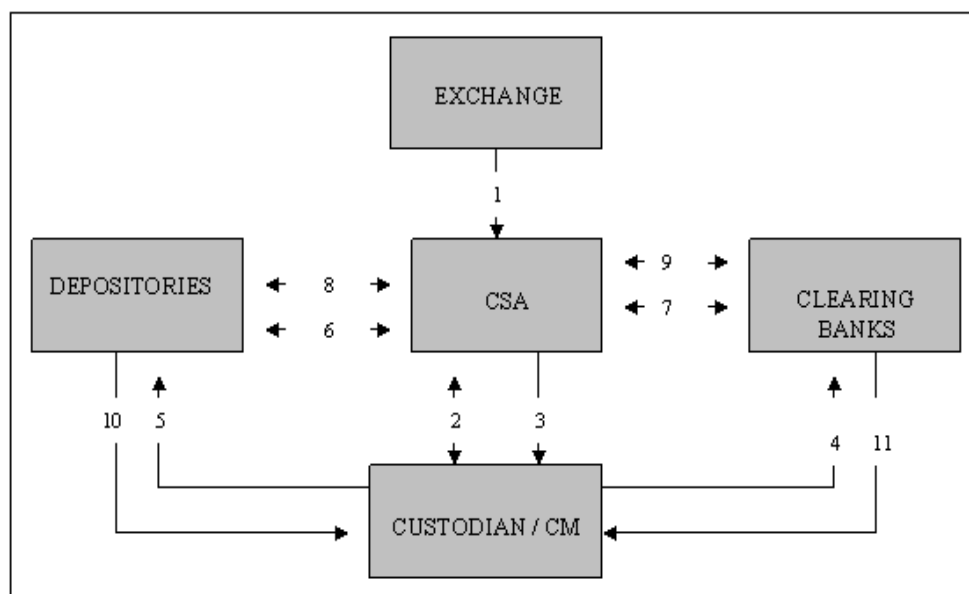 EXCHANGE
1
DEPOSITORIES
8
6
CSA
9
7
CLEARING
BANKS
10
5
2
3
4
11
CUSTODIAN / CM